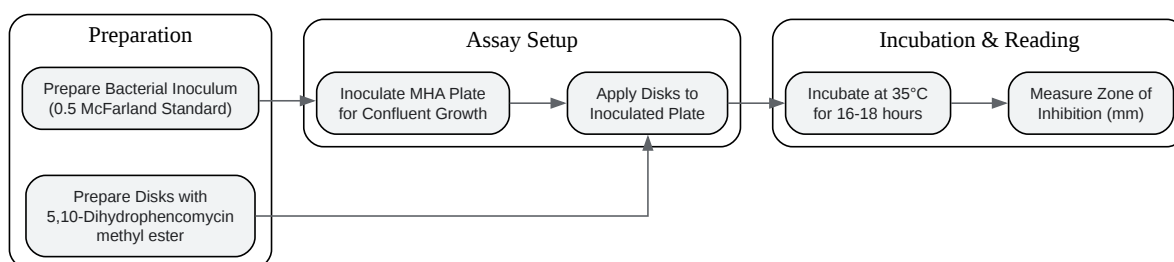 Preparation
Prepare Bacterial Inoculum
(0.5 McFarland Standard)
Prepare Disks with
5,10-Dihydrophencomycin
methyl ester
Assay Setup
Inoculate MHA Plate
for Confluent Growth
Apply Disks to
Inoculated Plate
Incubation & Reading
Incubate at 35°C
for 16-18 hours
Measure Zone of
Inhibition (mm)